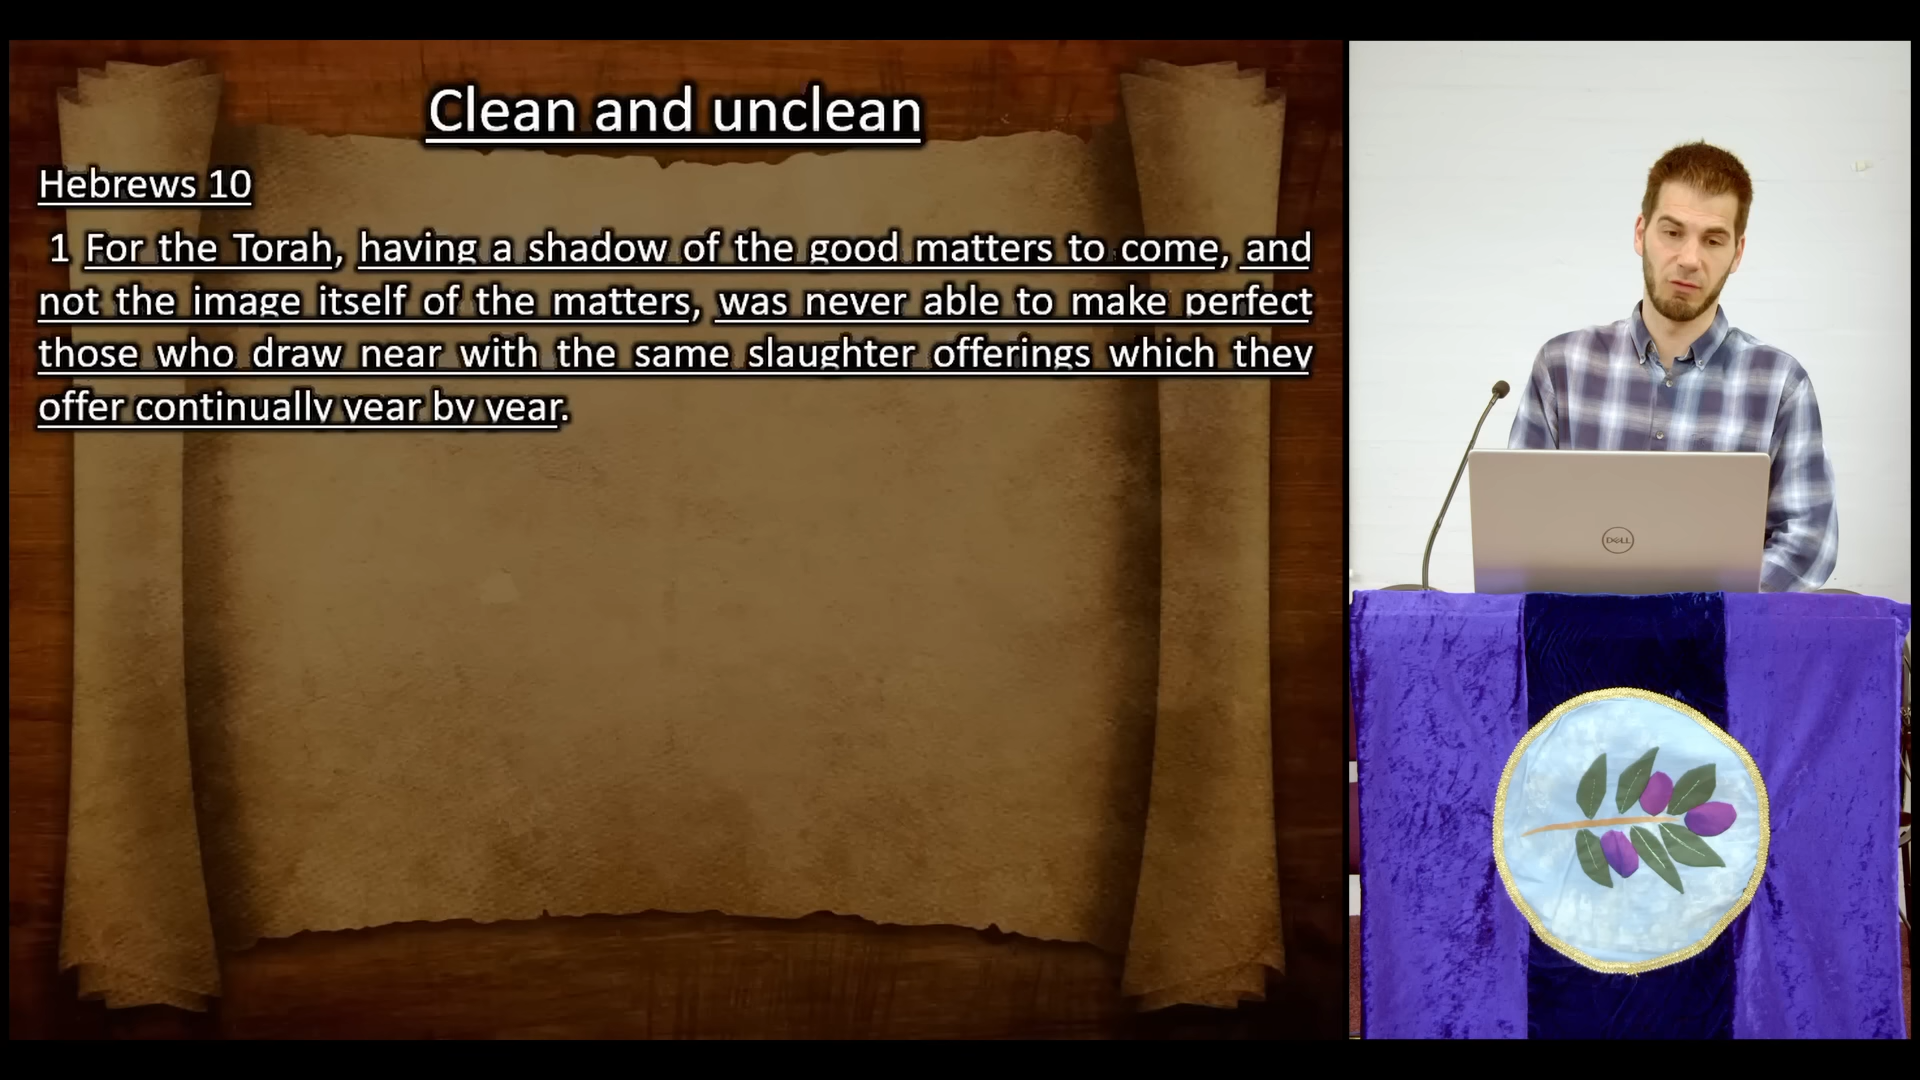 Clean and unclean
Hebrews 10
1 For the Torah, having a shadow of the good matters to come, and
not the image itself of the matters, was never able to make perfect
those who draw near with the same slaughter offerings which they
offer continually year by year.
DELL